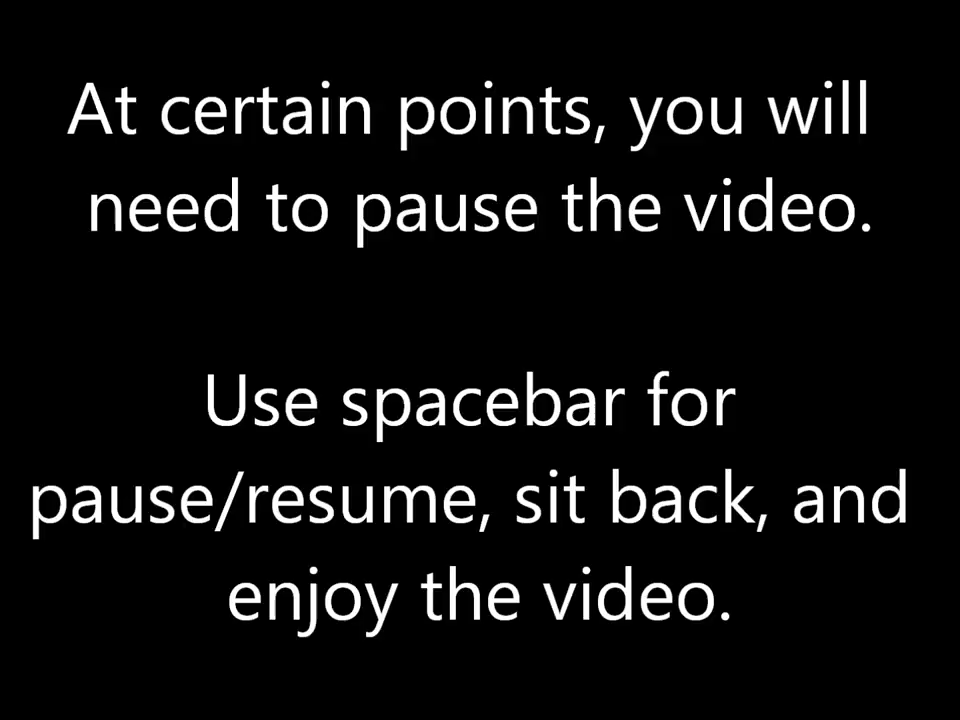 At certain points, you will
need to pause the video.
Use spacebar for
pause/resume, sit back, and
enjoy the video.